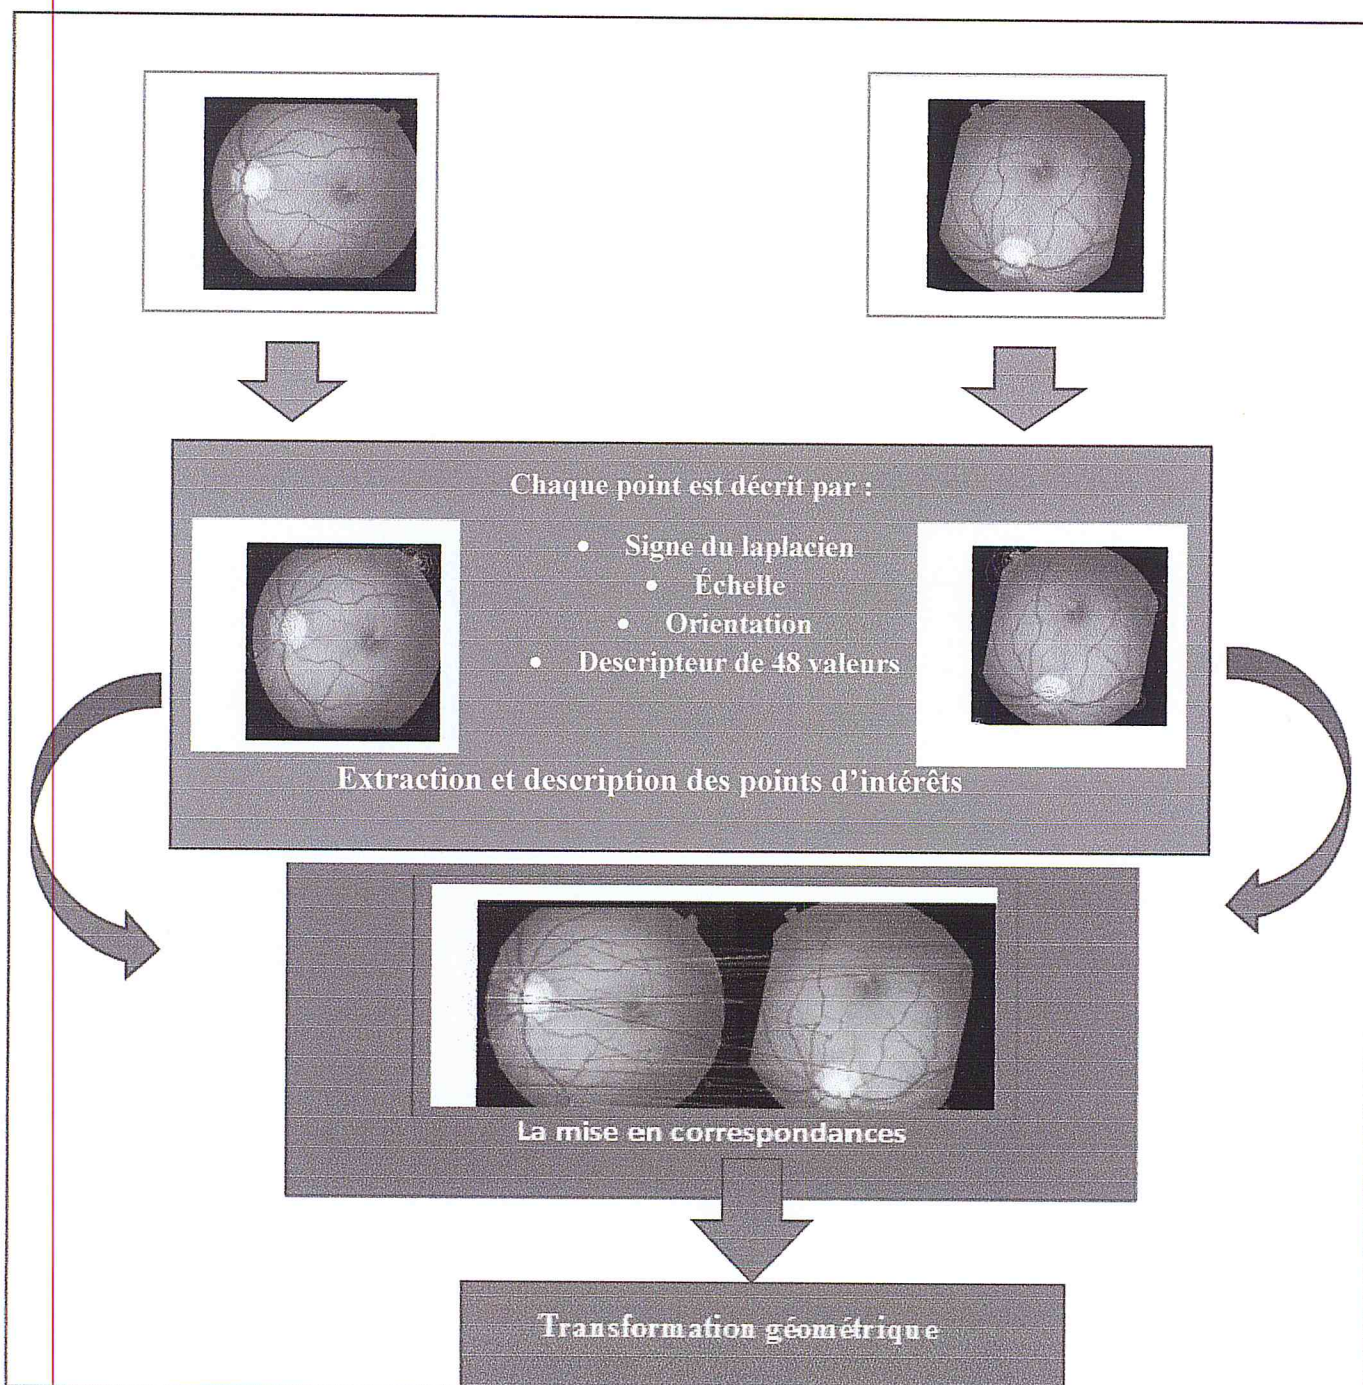 Chaque point est décrit par :
• Signe du laplacien
• Échelle
• Orientation
• Descripteur de 48 valeurs
Extraction et description des points d'intérêts
La mise en correspondances
Transformation géométrique